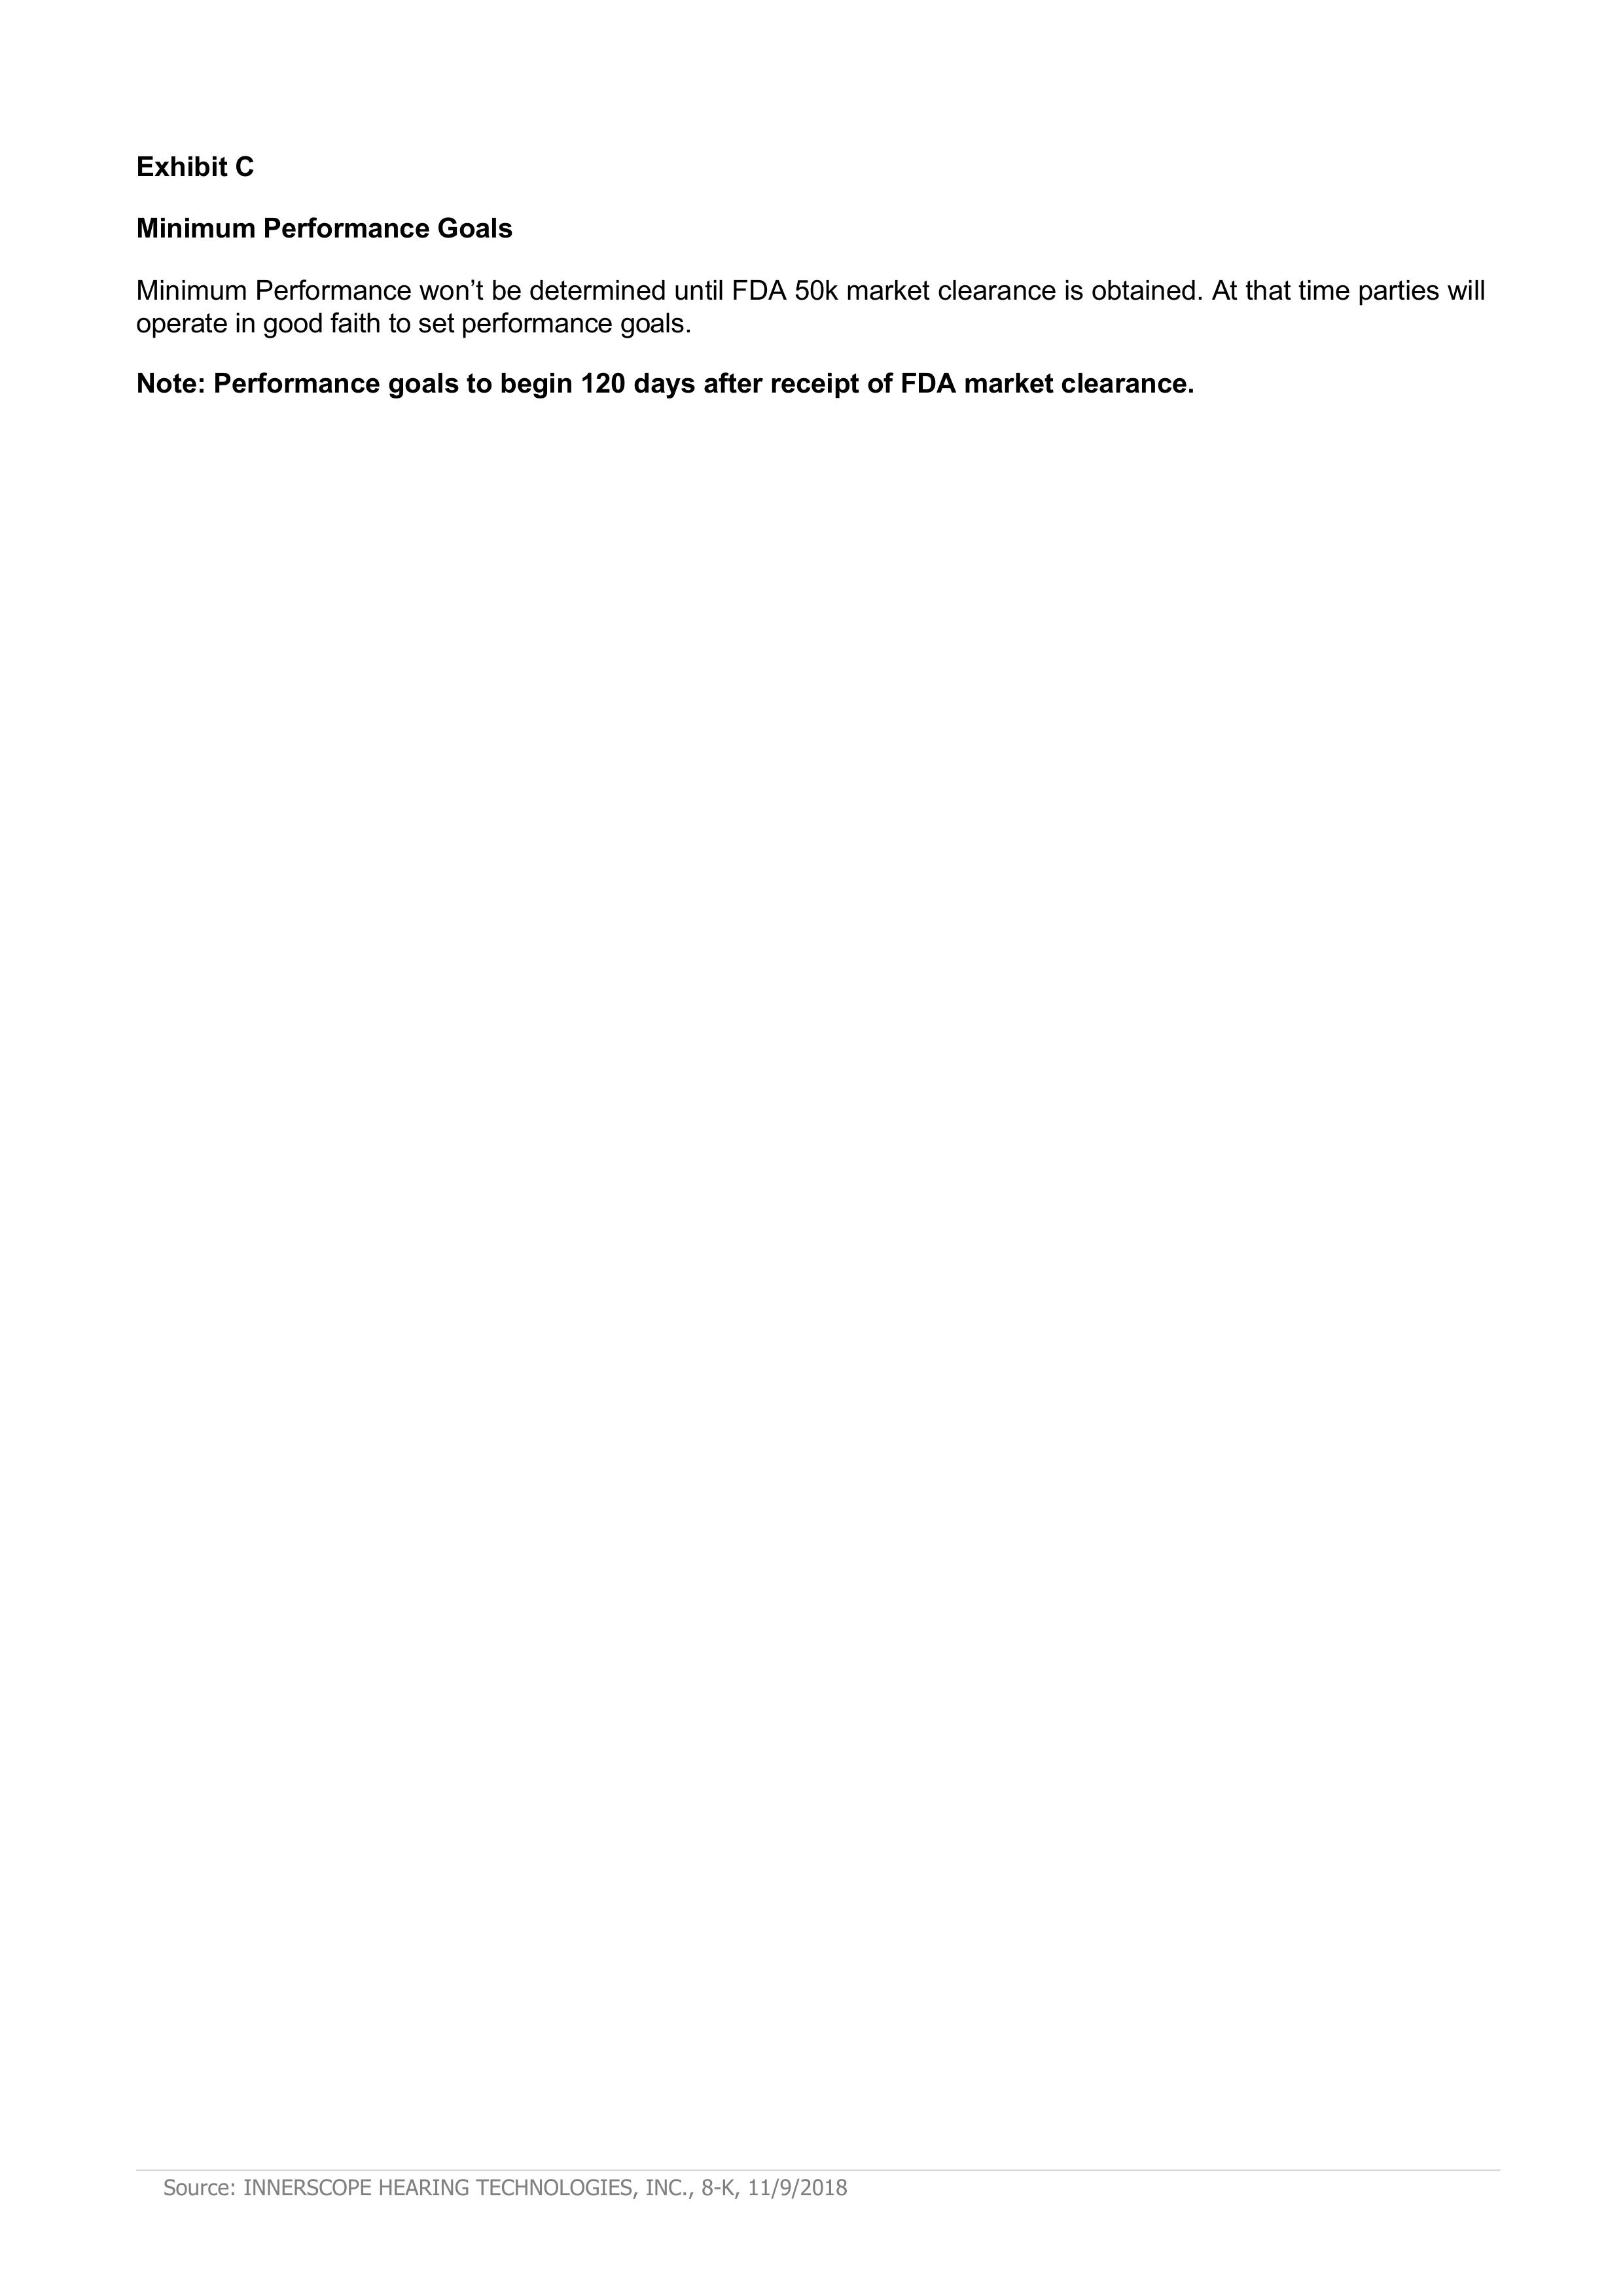 Exhibit C
Minimum Performance Goals
Minimum Performance won’t be determined until FDA 50k market clearance is obtained. At that time parties will
operate in good faith to set performance goals.
Note: Performance goals to begin 120 days after receipt of FDA market clearance.
Source: INNERSCOPE HEARING TECHNOLOGIES, INC., 8-K, 11/9/2018